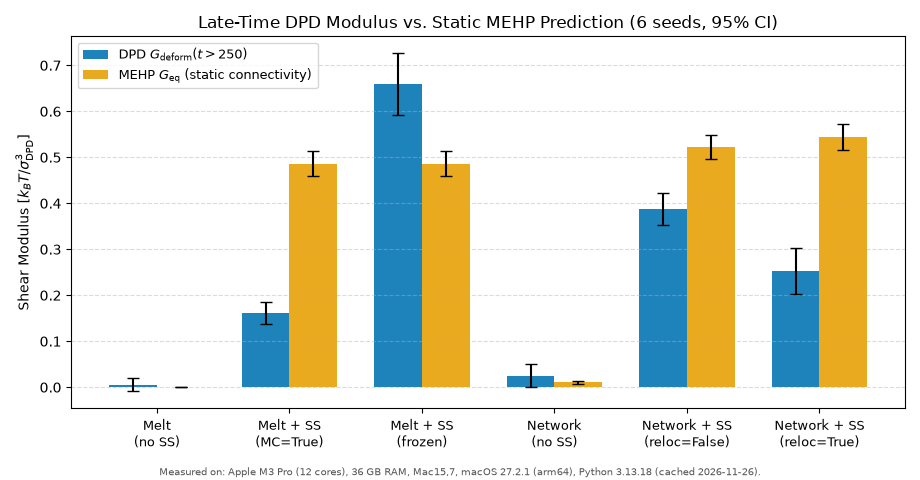 Late-Time DPD Modulus vs. Static MEHP Prediction (6 seeds, 95% CI)
DPD G_deform(t > 250)
MEHP G_eq (static connectivity)
Shear Modulus [k_BT/σ³_DPD]
0.7
0.6
0.5
0.4
0.3
0.2
0.1
0.0
Melt
(no SS)
Melt + SS
(MC=True)
Melt + SS
(frozen)
Network
(no SS)
Network + SS
(reloc=False)
Network + SS
(reloc=True)
Measured on: Apple M3 Pro (12 cores), 36 GB RAM, Mac15,7, macOS 27.2.1 (arm64), Python 3.13.18 (cached 2026-11-26).